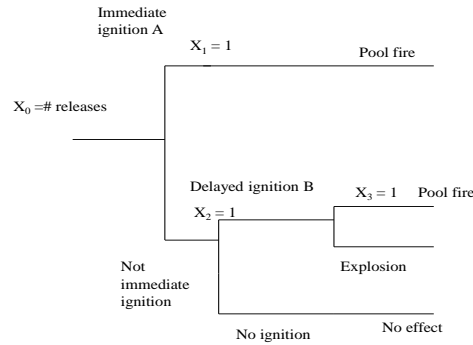 Immediate
ignition A
X₁ = 1
Pool fire
X₀ =# releases
Delayed ignition B
X₃ = 1
Pool fire
X₂ = 1
Not
immediate
ignition
Explosion
No ignition
No effect